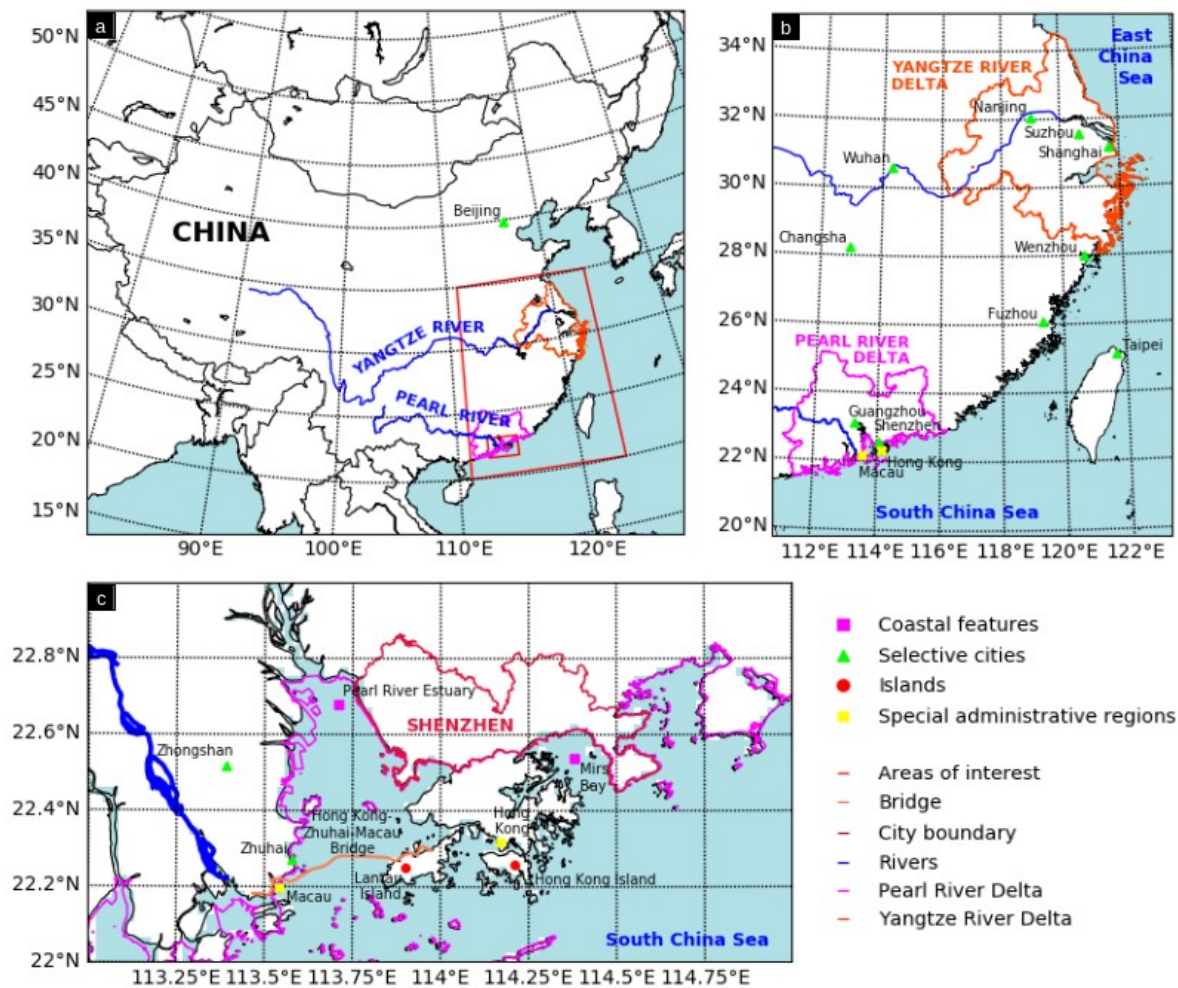 a
50°N
45°N
40°N
35°N
30°N
25°N
20°N
15°N
90°E
100°E
110°E
120°E
Beijing
CHINA
YANGTZE RIVER
PEARL RIVER
b
34°N
32°N
30°N
28°N
26°N
24°N
22°N
20°N
112°E
114°E
116°E
118°E
120°E
122°E
East
China
Sea
YANGTZE RIVER
DELTA
Nanjing
Suzhou
Shanghai
Wuhan
Changsha
Wenzhou
Fuzhou
PEARL RIVER
DELTA
Taipei
Guangzhou
Shenzhen
Hong Kong
Macau
South China Sea
c
22.8°N
22.6°N
22.4°N
22.2°N
22°N
113.25°E
113.5°E
113.75°E
114°E
114.25°E
114.5°E
114.75°E
Pearl River Estuary
SHENZHEN
Zhongshan
Mirs
Bay
Hong Kong-
Zhuhai-Macau
Bridge
Hong
Kong
Zhuhai
Lantau
Island
Hong Kong Island
Macau
South China Sea
Coastal features
Selective cities
Islands
Special administrative regions
Areas of interest
Bridge
City boundary
Rivers
Pearl River Delta
Yangtze River Delta